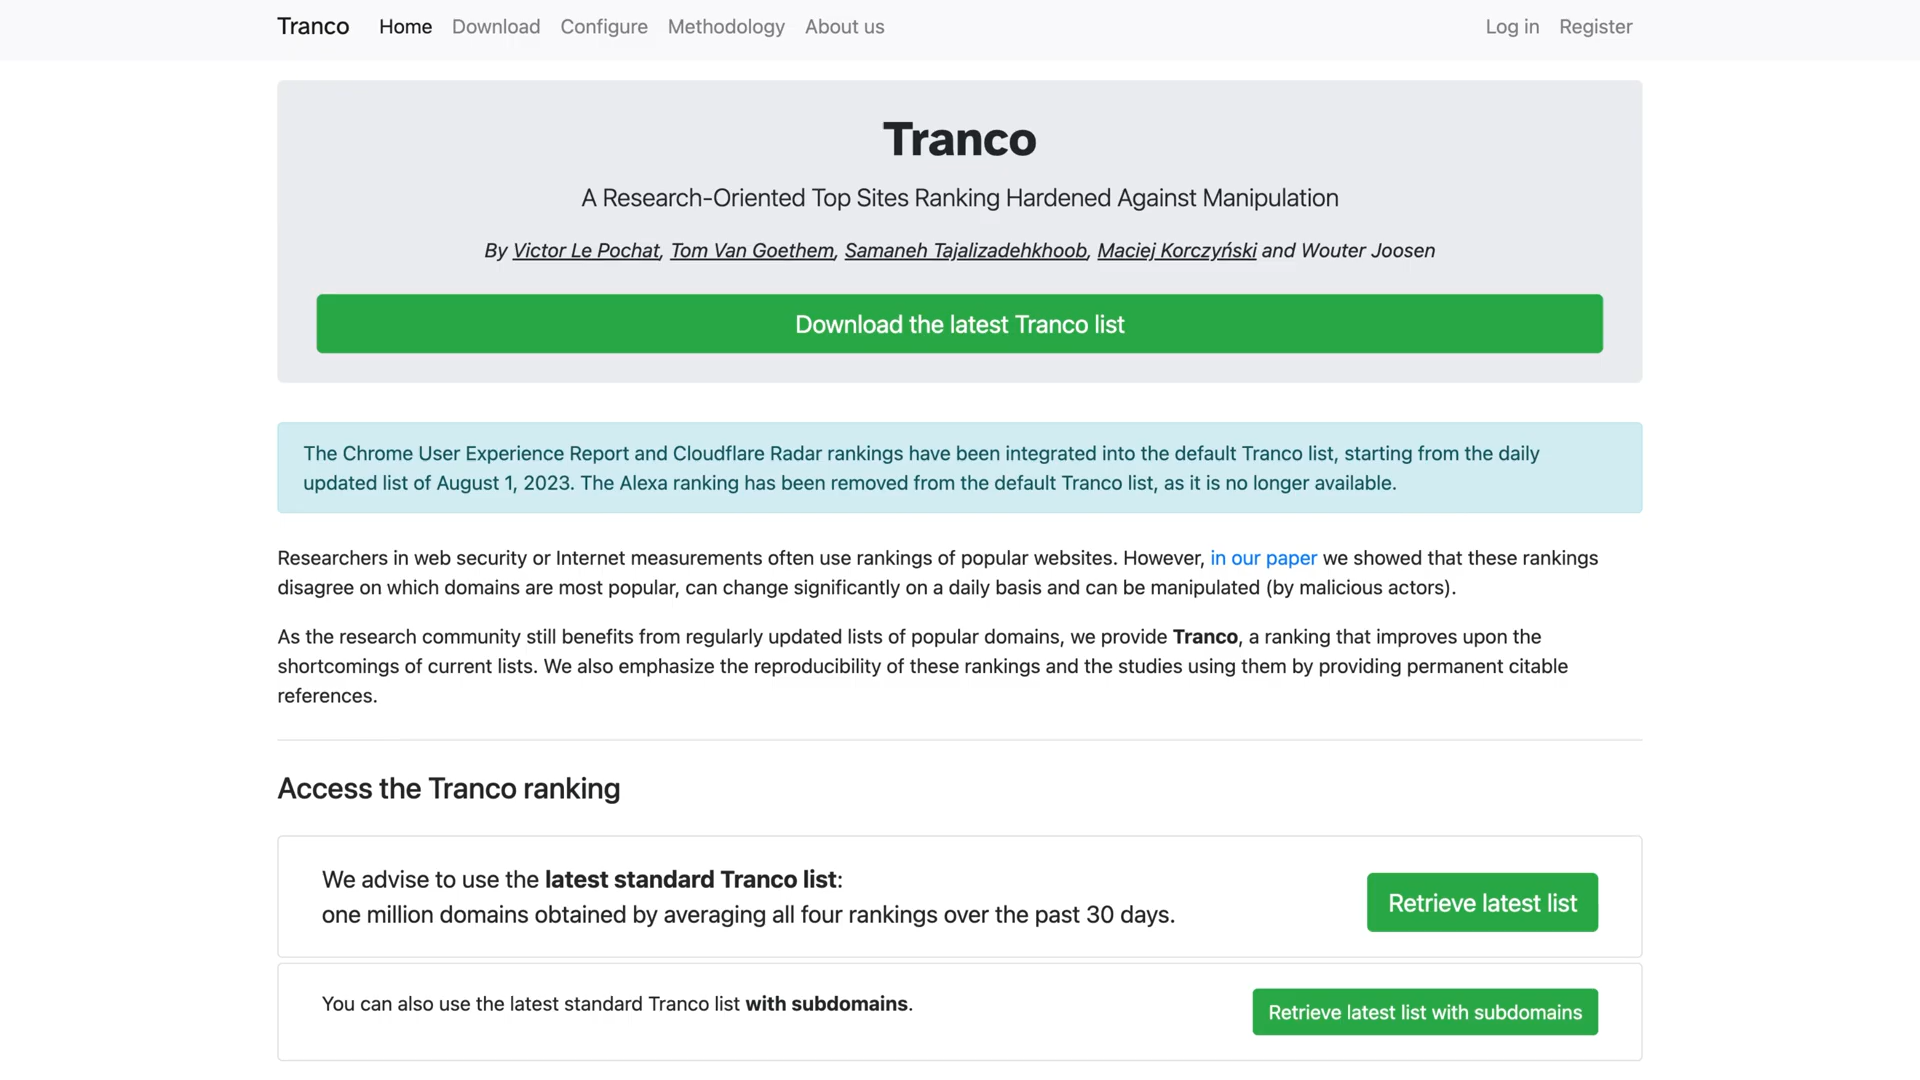 Tranco Home Download Configure Methodology About us Log in Register
Tranco
A Research-Oriented Top Sites Ranking Hardened Against Manipulation
By Victor Le Pochat, Tom Van Goethem, Samaneh Tajalizadehkhoob, Maciej Korczyński and Wouter Joosen
Download the latest Tranco list
The Chrome User Experience Report and Cloudflare Radar rankings have been integrated into the default Tranco list, starting from the daily
updated list of August 1, 2023. The Alexa ranking has been removed from the default Tranco list, as it is no longer available.
Researchers in web security or Internet measurements often use rankings of popular websites. However, in our paper we showed that these rankings
disagree on which domains are most popular, can change significantly on a daily basis and can be manipulated (by malicious actors).
As the research community still benefits from regularly updated lists of popular domains, we provide Tranco, a ranking that improves upon the
shortcomings of current lists. We also emphasize the reproducibility of these rankings and the studies using them by providing permanent citable
references.
Access the Tranco ranking
We advise to use the latest standard Tranco list:
one million domains obtained by averaging all four rankings over the past 30 days.
Retrieve latest list
You can also use the latest standard Tranco list with subdomains.
Retrieve latest list with subdomains